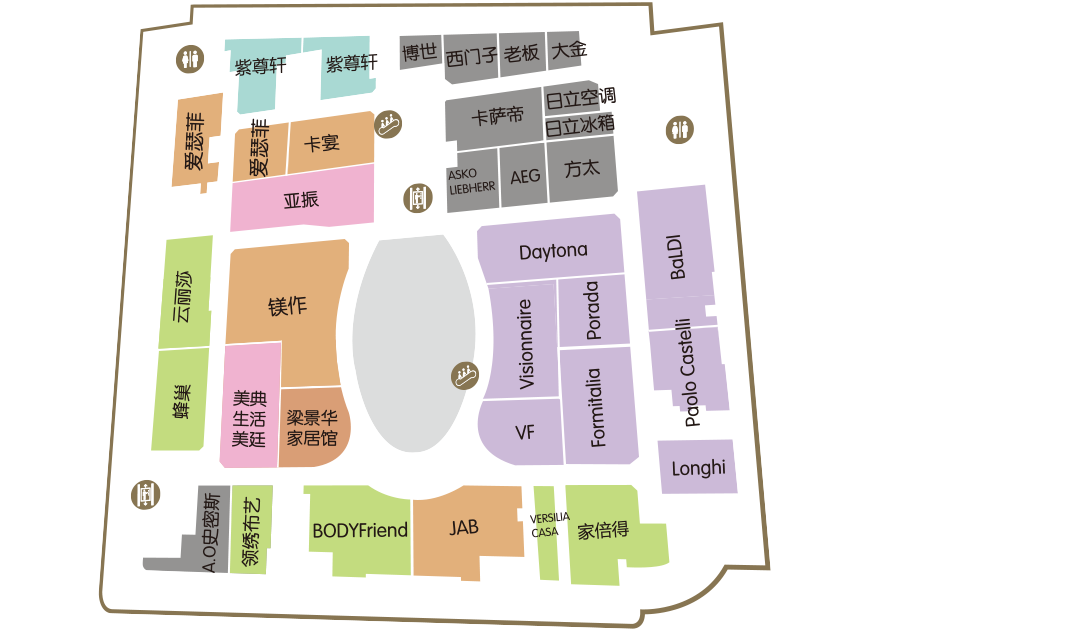 紫尊轩
紫尊轩
博世
西门子
老板
大金
爱瑟菲
爱瑟菲
卡宴
卡萨帝
日立空调
日立冰箱
亚振
ASKO
LIEBHERR
AEG
方太
云丽莎
镁作
Daytona
BaLDI
Visionnaire
Porada
蜂巢
美典
生活
美廷
梁景华
家居馆
VF
Formitalia
Paolo Castelli
Longhi
A.O史密斯
领绣布艺
BODYFriend
JAB
VERSILIA
CASA
家倍得